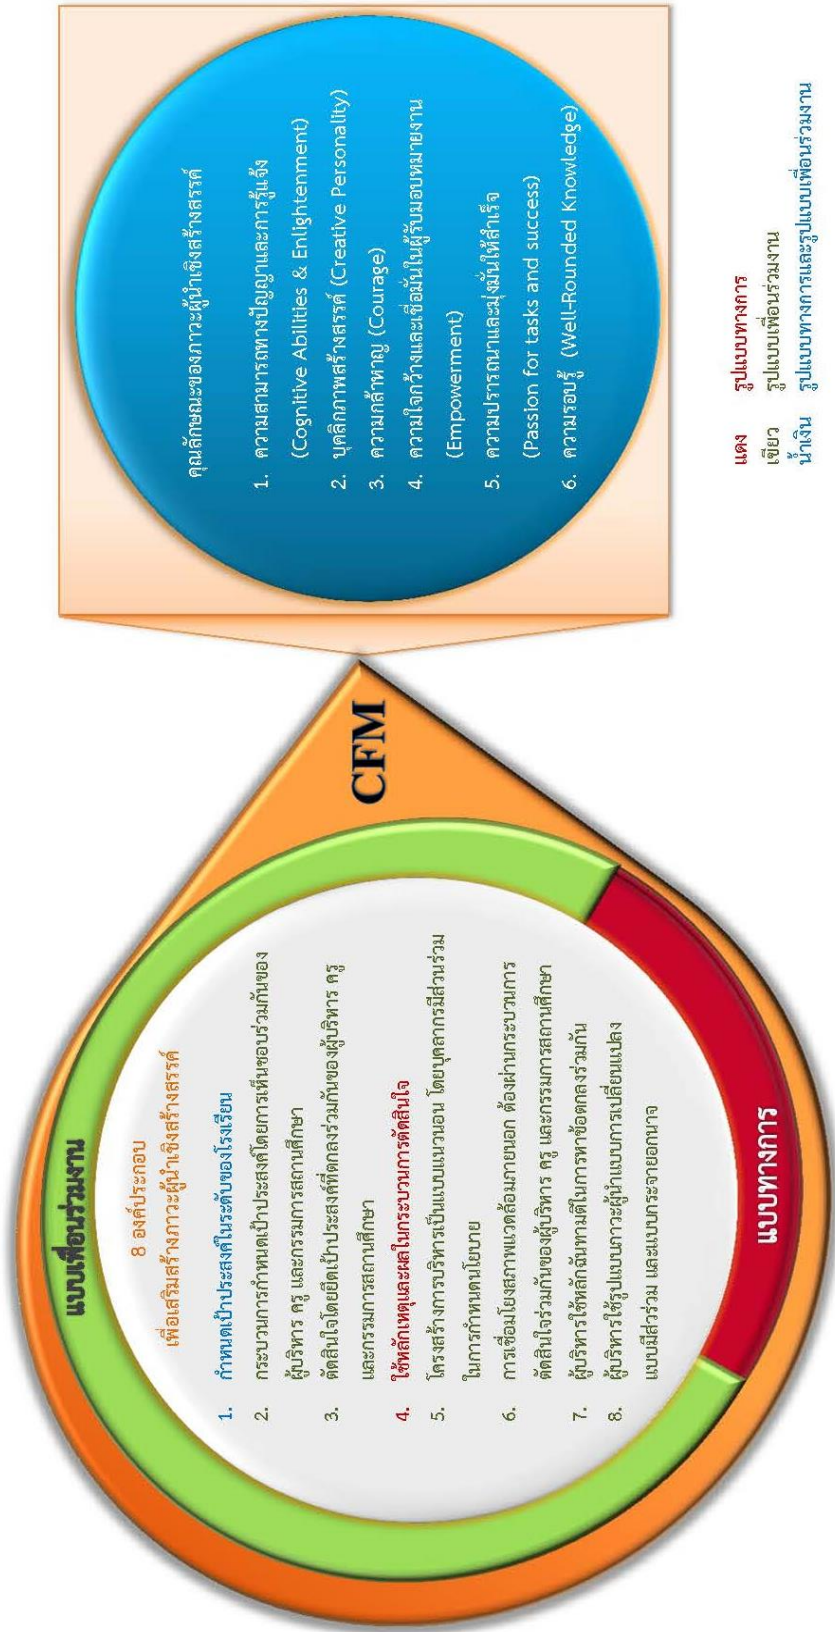 แบบเพื่อนร่วมงาน
8 องค์ประกอบ
เพื่อเสริมสร้างภาวะผู้นำเชิงสร้างสรรค์
1. กำหนดเป้าประสงค์ในระดับของโรงเรียน
2. กระบวนการกำหนดเป้าประสงค์โดยการเห็นชอบร่วมกันของ
ผู้บริหาร ครู และกรรมการสถานศึกษา
3. ตัดสินใจโดยยึดเป้าประสงค์ที่ตกลงร่วมกันของผู้บริหาร ครู
และกรรมการสถานศึกษา
4. ใช้หลักเหตุและผลในกระบวนการตัดสินใจ
5. โครงสร้างการบริหารเป็นแบบแนวนอน โดยบุคลากรมีส่วนร่วม
ในการกำหนดนโยบาย
6. การเชื่อมโยงสภาพแวดล้อมภายนอก ต้องผ่านกระบวนการ
ตัดสินใจร่วมกันของผู้บริหาร ครู และกรรมการสถานศึกษา
7. ผู้บริหารใช้หลักฉันทามติในการหาข้อตกลงร่วมกัน
8. ผู้บริหารใช้รูปแบบภาวะผู้นำแบบการเปลี่ยนแปลง
แบบมีส่วร่วม และแบบกระจายอกนาจ
แบบทางการ
CFM
คุณลักษณะของภาวะผู้นำเชิงสร้างสรรค์
1. ความสามารถทางปัญญาและการรู้แจ้ง
(Cognitive Abilities & Enlightenment)
2. บุคลิกภาพสร้างสรรค์ (Creative Personality)
3. ความกล้าหาญ (Courage)
4. ความใจกว้างและเชื่อมั่นในผู้รับมอบหมายงาน
(Empowerment)
5. ความปรารถนาและมุ่งมั่นให้สำเร็จ
(Passion for tasks and success)
6. ความรอบรู้ (Well-Rounded Knowledge)
แดง รูปแบบทางการ
เขียว รูปแบบเพื่อนร่วมงาน
น้ำเงิน รูปแบบทางการและรูปแบบเพื่อนร่วมงาน